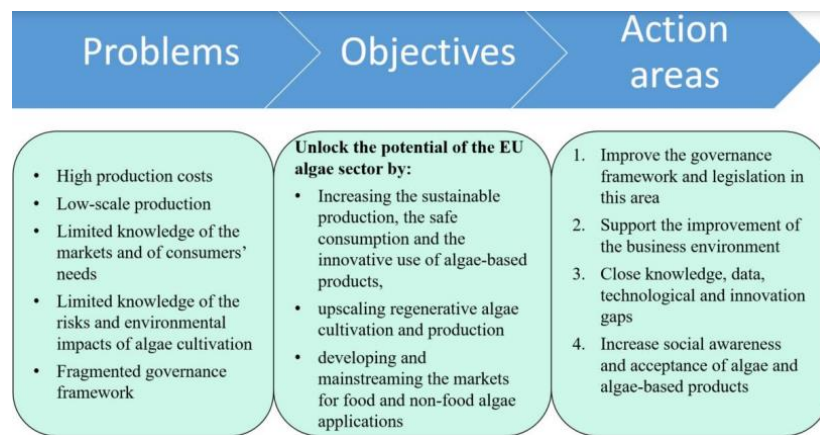 Problems
Objectives
Action
areas
• High production costs
• Low-scale production
• Limited knowledge of the
markets and of consumers’
needs
• Limited knowledge of the
risks and environmental
impacts of algae cultivation
• Fragmented governance
framework
Unlock the potential of the EU
algae sector by:
• Increasing the sustainable
production, the safe
consumption and the
innovative use of algae-based
products,
• upscaling regenerative algae
cultivation and production
• developing and
mainstreaming the markets
for food and non-food algae
applications
1. Improve the governance
framework and legislation in
this area
2. Support the improvement of
the business environment
3. Close knowledge, data,
technological and innovation
gaps
4. Increase social awareness
and acceptance of algae and
algae-based products